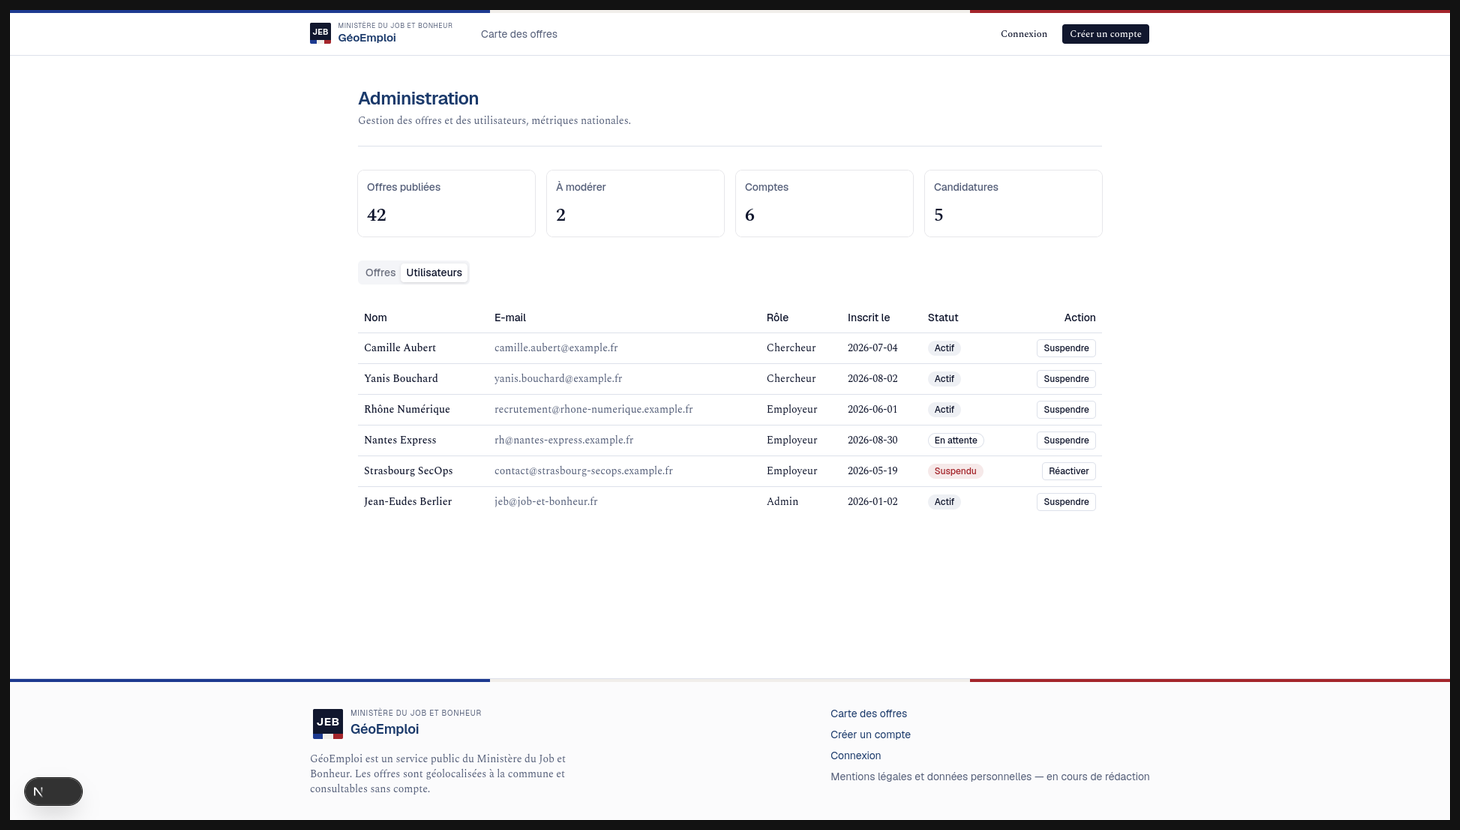 JEB
MINISTÈRE DU JOB ET BONHEUR
GéoEmploi
Carte des offres
Connexion
Créer un compte
Administration
Gestion des offres et des utilisateurs, métriques nationales.
Offres publiées
42
À modérer
2
Comptes
6
Candidatures
5
Offres Utilisateurs
Nom E-mail Rôle Inscrit le Statut Action
Camille Aubert camille.aubert@example.fr Chercheur 2026-07-04 Actif Suspendre
Yanis Bouchard yanis.bouchard@example.fr Chercheur 2026-08-02 Actif Suspendre
Rhône Numérique recrutement@rhone-numerique.example.fr Employeur 2026-06-01 Actif Suspendre
Nantes Express rh@nantes-express.example.fr Employeur 2026-08-30 En attente Suspendre
Strasbourg SecOps contact@strasbourg-secops.example.fr Employeur 2026-05-19 Suspendu Réactiver
Jean-Eudes Berlier jeb@job-et-bonheur.fr Admin 2026-01-02 Actif Suspendre
JEB
MINISTÈRE DU JOB ET BONHEUR
GéoEmploi
GéoEmploi est un service public du Ministère du Job et
Bonheur. Les offres sont géolocalisées à la commune et
consultables sans compte.
Carte des offres
Créer un compte
Connexion
Mentions légales et données personnelles — en cours de rédaction
N